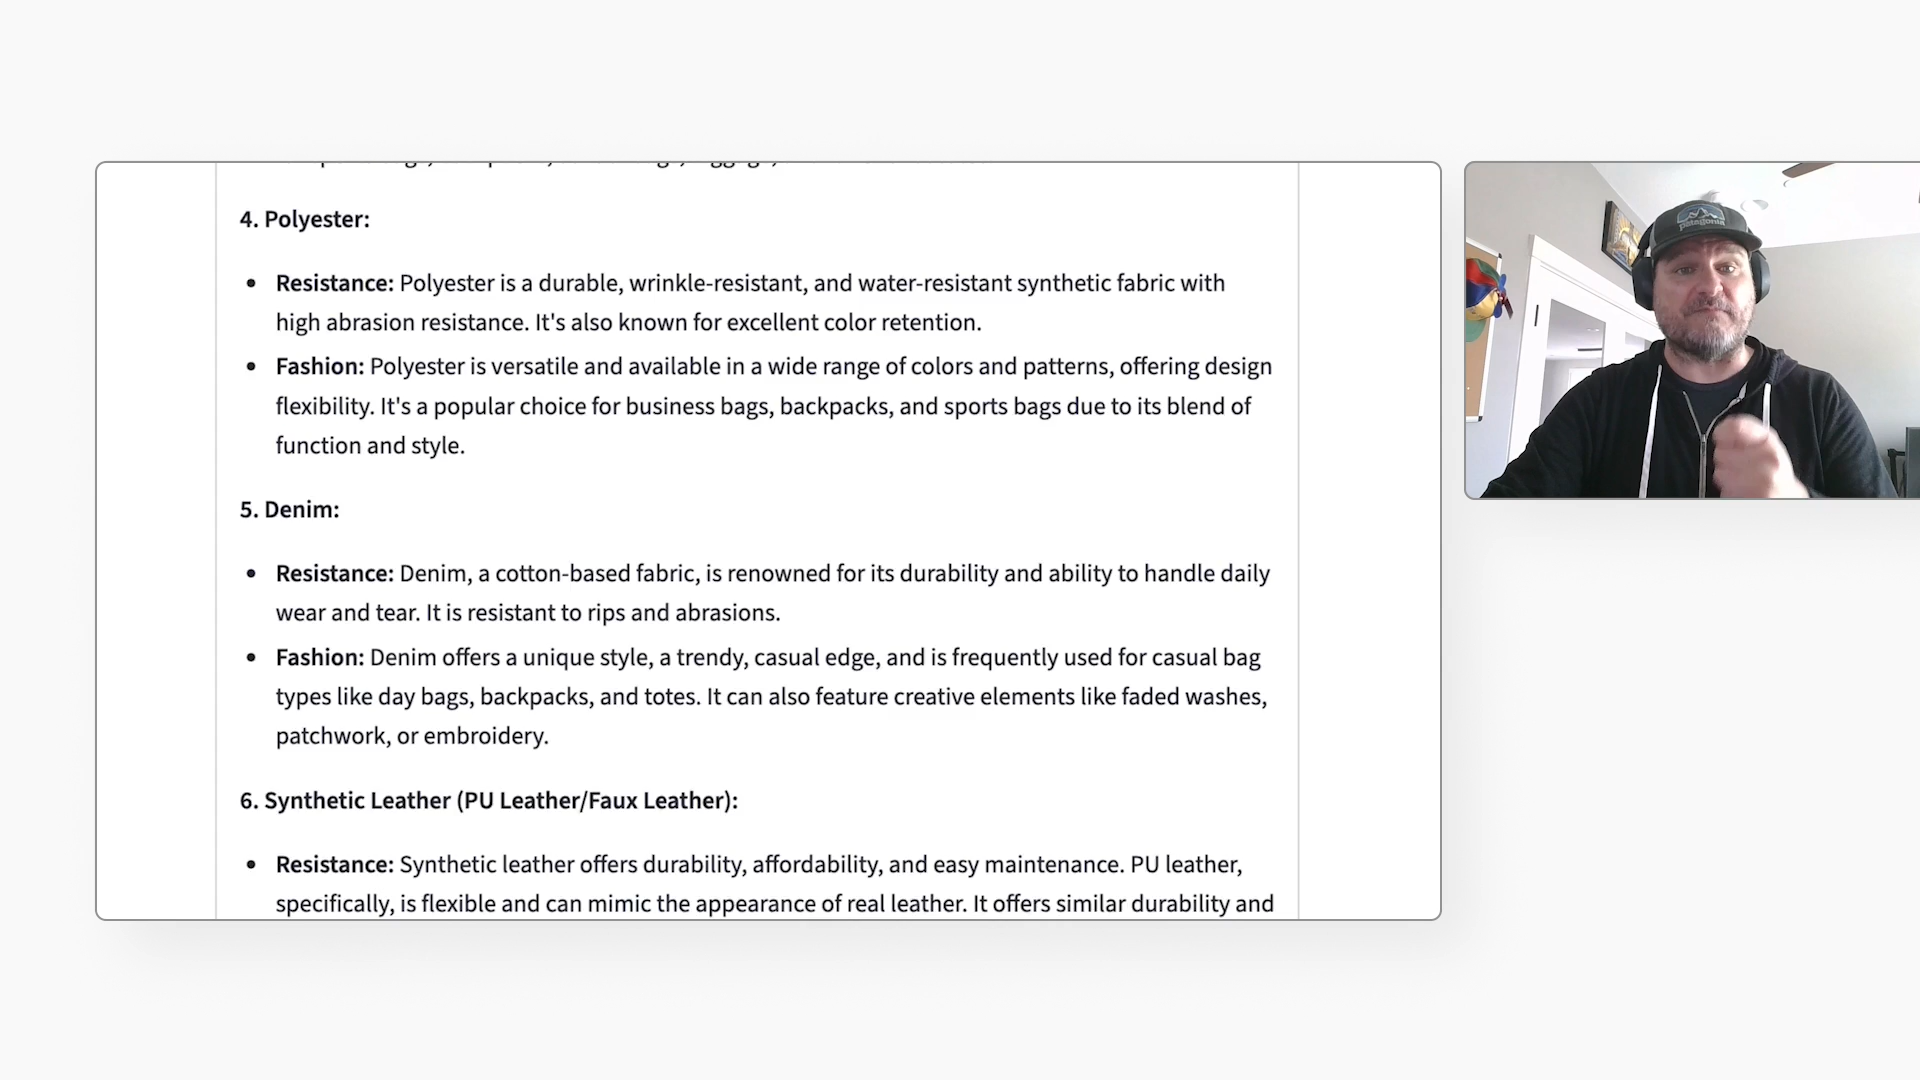 4. Polyester:
• Resistance: Polyester is a durable, wrinkle-resistant, and water-resistant synthetic fabric with
high abrasion resistance. It's also known for excellent color retention.
• Fashion: Polyester is versatile and available in a wide range of colors and patterns, offering design
flexibility. It's a popular choice for business bags, backpacks, and sports bags due to its blend of
function and style.
5. Denim:
• Resistance: Denim, a cotton-based fabric, is renowned for its durability and ability to handle daily
wear and tear. It is resistant to rips and abrasions.
• Fashion: Denim offers a unique style, a trendy, casual edge, and is frequently used for casual bag
types like day bags, backpacks, and totes. It can also feature creative elements like faded washes,
patchwork, or embroidery.
6. Synthetic Leather (PU Leather/Faux Leather):
• Resistance: Synthetic leather offers durability, affordability, and easy maintenance. PU leather,
specifically, is flexible and can mimic the appearance of real leather. It offers similar durability and
patagonia